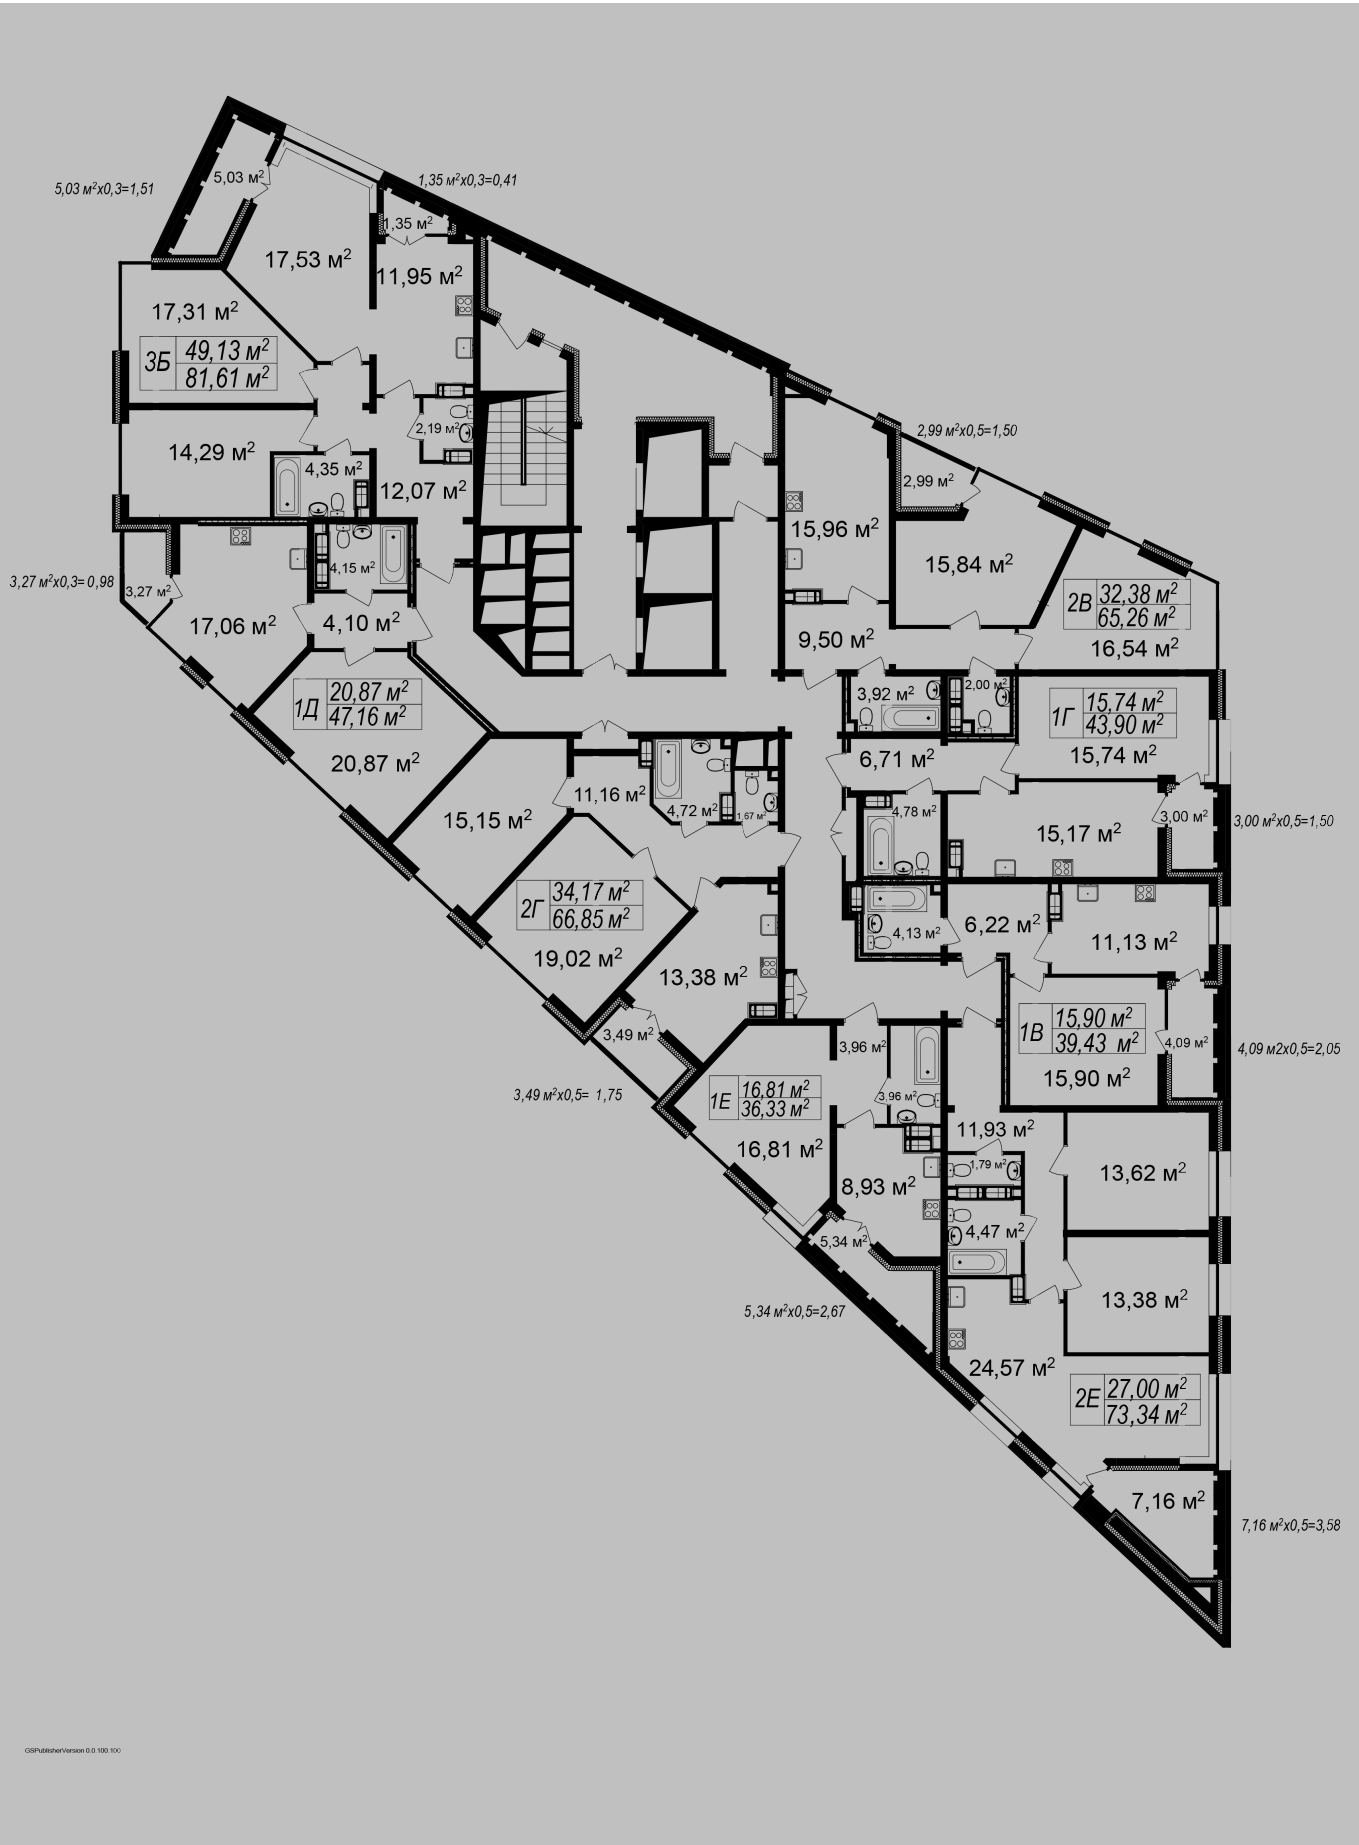 5,03 м²х0,3=1,51
5,03 м²
1,35 м²х0,3=0,41
1,35 м²
17,53 м²
11,95 м²
17,31 м²
3Б
49,13 м²
81,61 м²
14,29 м²
4,35 м²
2,19 м²
12,07 м²
2,99 м²х0,5=1,50
2,99 м²
15,96 м²
15,84 м²
2В
32,38 м²
65,26 м²
16,54 м²
9,50 м²
3,92 м²
2,00 м²
3,27 м²х0,3= 0,98
3,27 м²
4,15 м²
17,06 м²
4,10 м²
1Д
20,87 м²
47,16 м²
20,87 м²
1Г
15,74 м²
43,90 м²
15,74 м²
6,71 м²
4,78 м²
15,17 м²
3,00 м²
3,00 м²х0,5=1,50
15,15 м²
11,16 м²
4,72 м²
1,67 м²
2Г
34,17 м²
66,85 м²
19,02 м²
13,38 м²
3,49 м²
3,49 м²х0,5= 1,75
4,13 м²
6,22 м²
11,13 м²
1В
15,90 м²
39,43 м²
15,90 м²
4,09 м²
4,09 м2х0,5=2,05
1Е
16,81 м²
36,33 м²
16,81 м²
3,96 м²
3,96 м²
8,93 м²
5,34 м²
5,34 м²х0,5=2,67
11,93 м²
1,79 м²
4,47 м²
13,62 м²
13,38 м²
24,57 м²
2Е
27,00 м²
73,34 м²
7,16 м²
7,16 м²х0,5=3,58
GSPublisherVersion 0.0.100.100